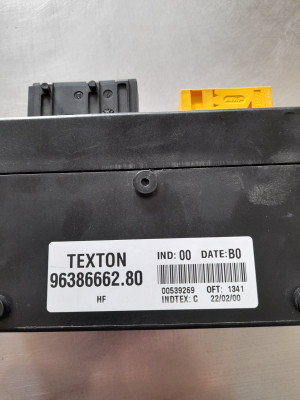 TEXTON IND: 00 DATE: B0
96386662.80
HF 00539269 OFT: 1341
INDTEX: C 22/02/00